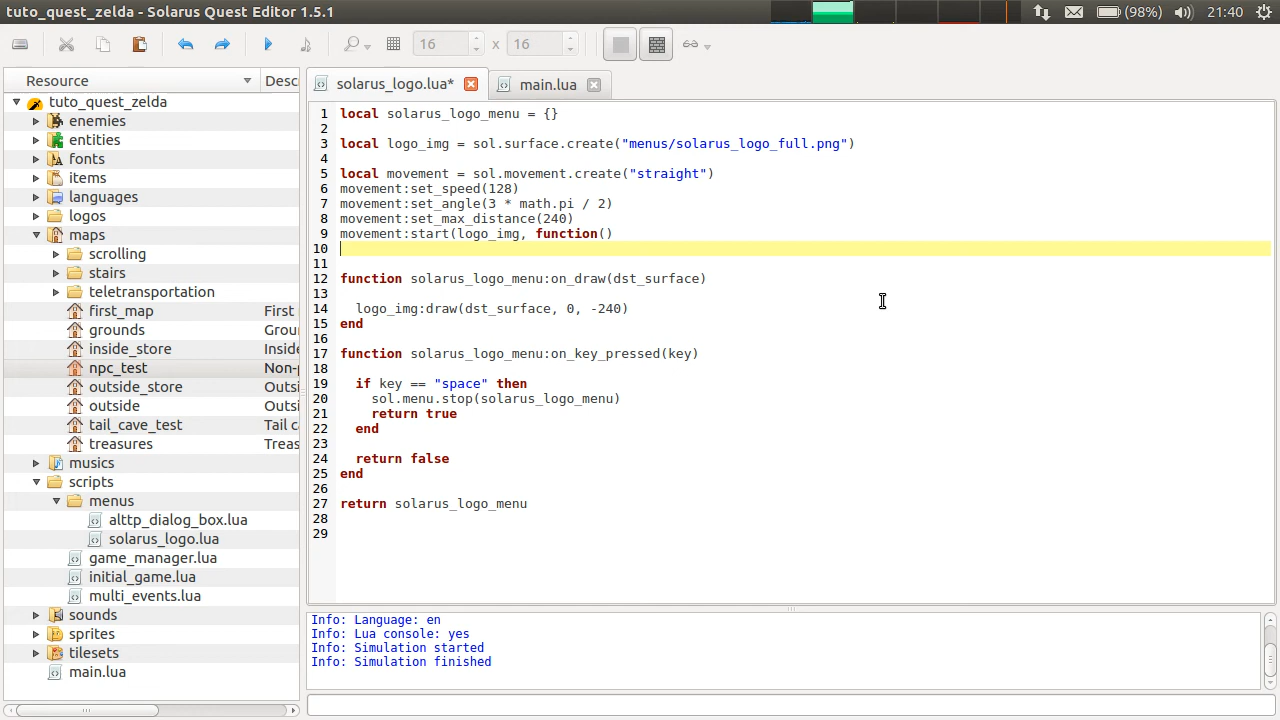 tuto_quest_zelda - Solarus Quest Editor 1.5.1
(98%)
21:40
16 x 16
Resource
Desc
tuto_quest_zelda
enemies
entities
fonts
items
languages
logos
maps
scrolling
stairs
teletransportation
first_map First
grounds Groun
inside_store Inside
npc_test Non-p
outside_store Outsi
outside Outsi
tail_cave_test Tail c
treasures Treas
musics
scripts
menus
alttp_dialog_box.lua
solarus_logo.lua
game_manager.lua
initial_game.lua
multi_events.lua
sounds
sprites
tilesets
main.lua
solarus_logo.lua*
main.lua
1 local solarus_logo_menu = {}
2
3 local logo_img = sol.surface.create("menus/solarus_logo_full.png")
4
5 local movement = sol.movement.create("straight")
6 movement:set_speed(128)
7 movement:set_angle(3 * math.pi / 2)
8 movement:set_max_distance(240)
9 movement:start(logo_img, function()
10
11
12 function solarus_logo_menu:on_draw(dst_surface)
13
14 logo_img:draw(dst_surface, 0, -240)
15 end
16
17 function solarus_logo_menu:on_key_pressed(key)
18
19 if key == "space" then
20 sol.menu.stop(solarus_logo_menu)
21 return true
22 end
23
24 return false
25 end
26
27 return solarus_logo_menu
28
29
Info: Language: en
Info: Lua console: yes
Info: Simulation started
Info: Simulation finished